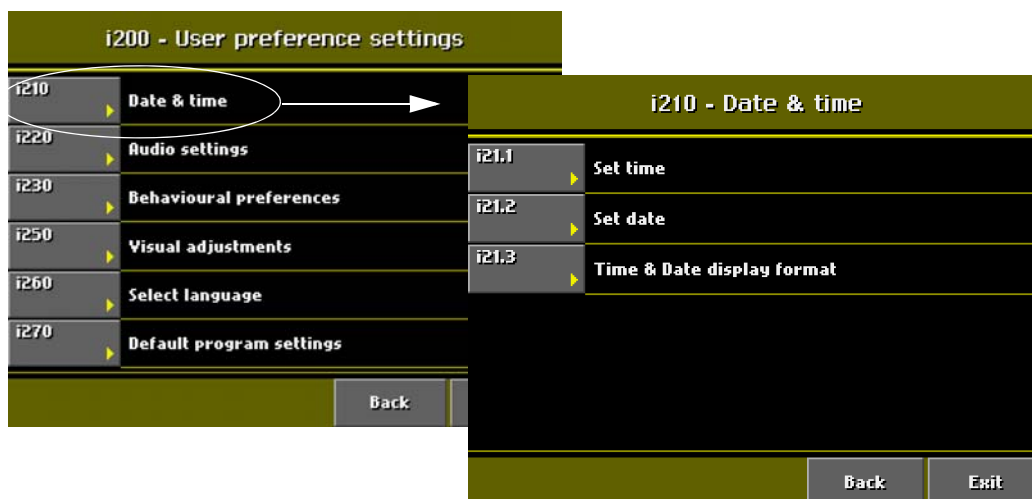 i200 - User preference settings
i210 Date & time
i220 Audio settings
i230 Behavioural preferences
i250 Visual adjustments
i260 Select language
i270 Default program settings
Back
i210 - Date & time
i21.1 Set time
i21.2 Set date
i21.3 Time & Date display format
Back Exit